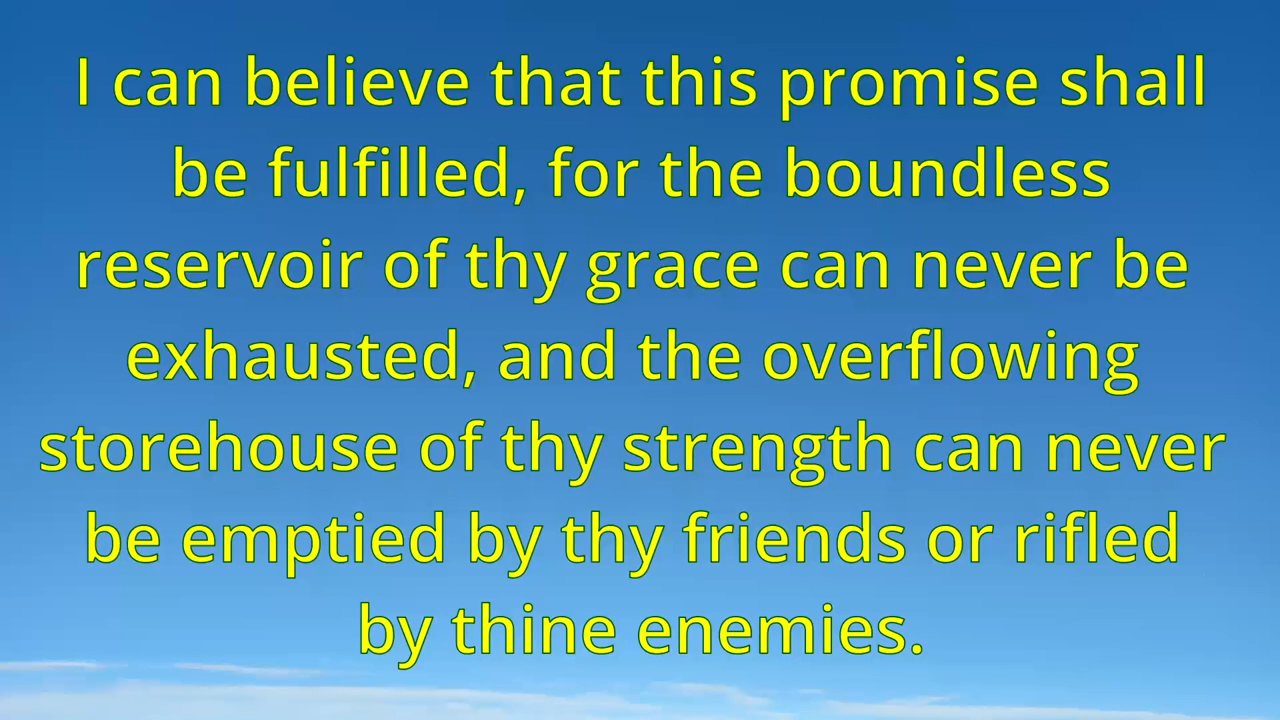 I can believe that this promise shall
be fulfilled, for the boundless
reservoir of thy grace can never be
exhausted, and the overflowing
storehouse of thy strength can never
be emptied by thy friends or rifled
by thine enemies.